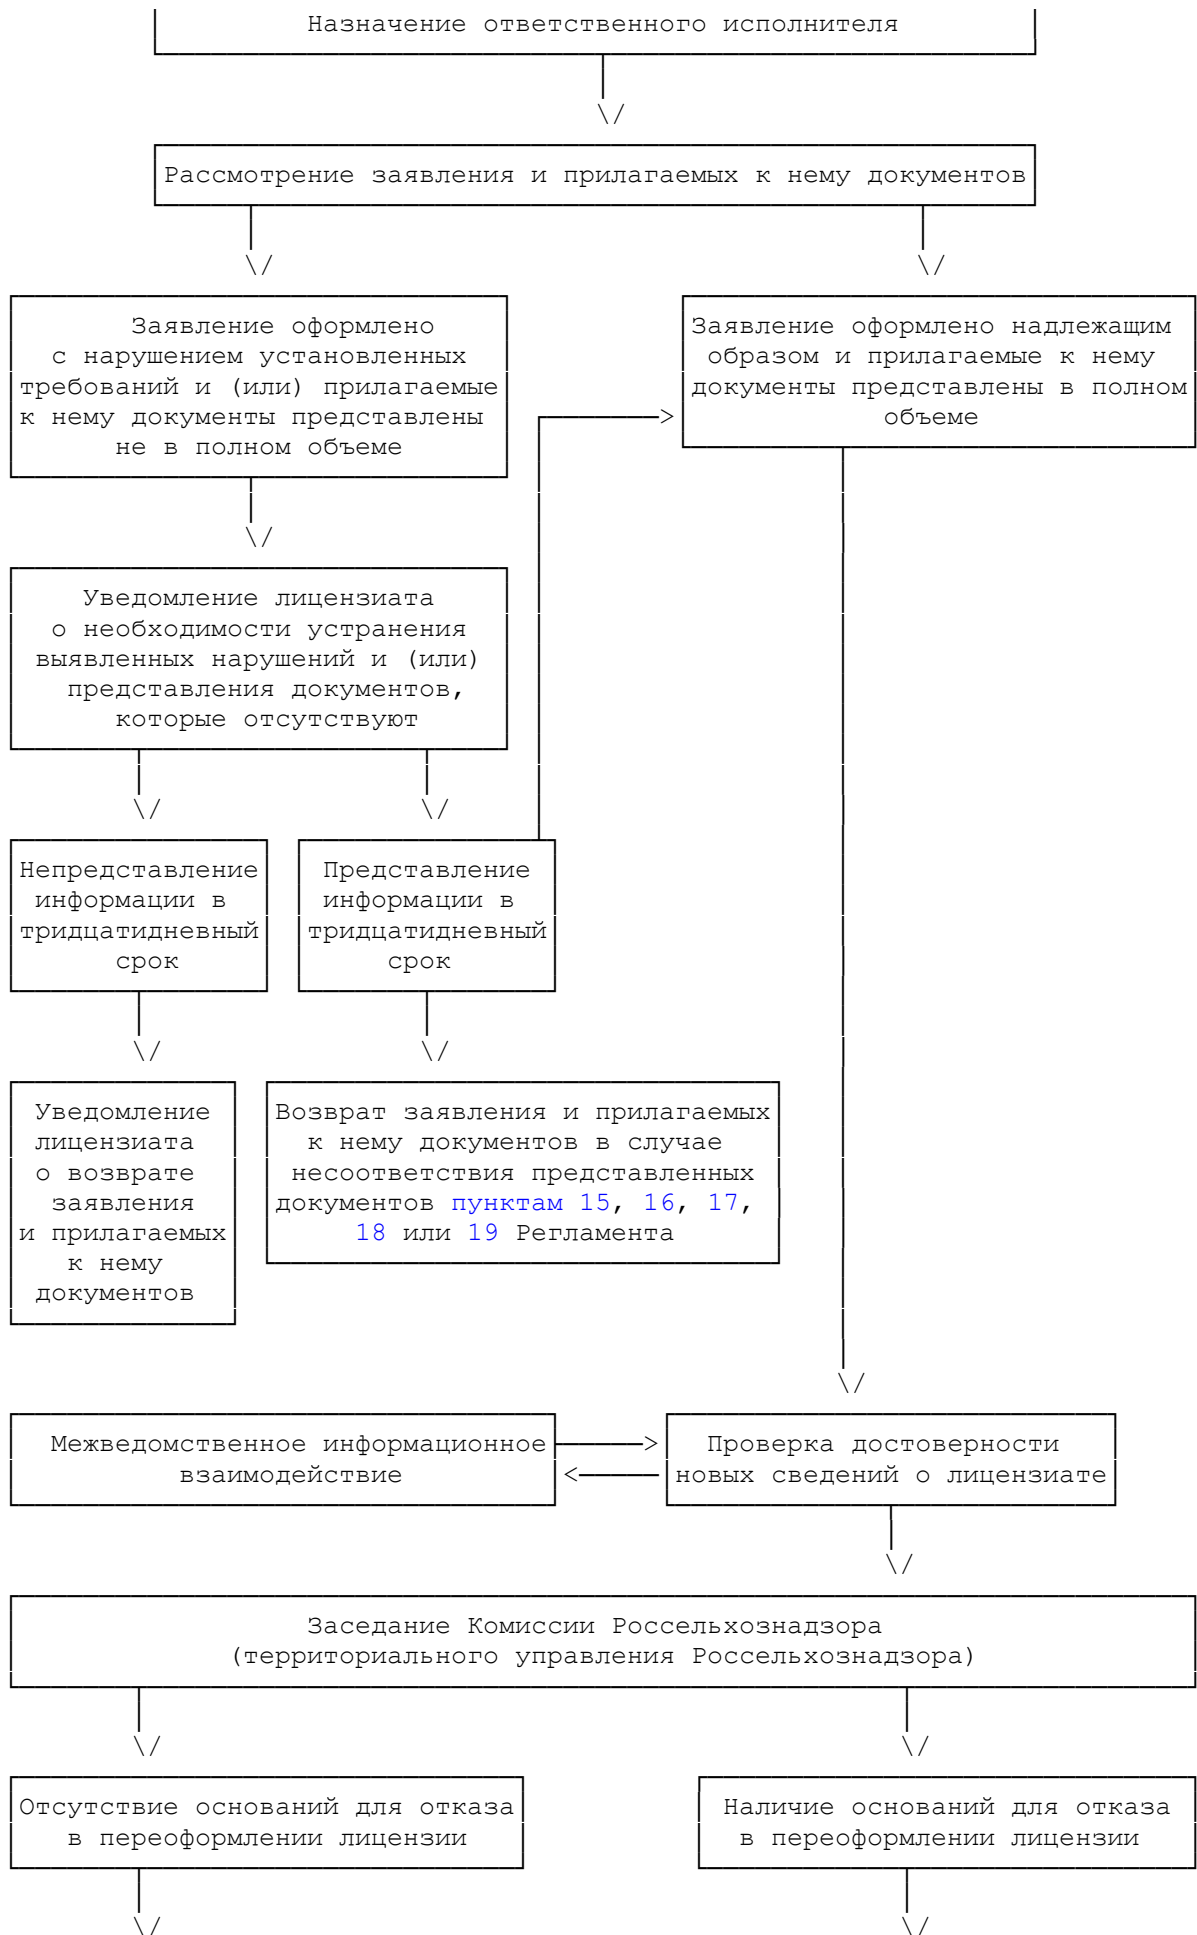 Назначение ответственного исполнителя
Рассмотрение заявления и прилагаемых к нему документов
Заявление оформлено
с нарушением установленных
требований и (или) прилагаемые
к нему документы представлены
не в полном объеме
Заявление оформлено надлежащим
образом и прилагаемые к нему
документы представлены в полном
объеме
Уведомление лицензиата
о необходимости устранения
выявленных нарушений и (или)
представления документов,
которые отсутствуют
Непредставление
информации в
тридцатидневный
срок
Представление
информации в
тридцатидневный
срок
Уведомление
лицензиата
о возврате
заявления
и прилагаемых
к нему
документов
Возврат заявления и прилагаемых
к нему документов в случае
несоответствия представленных
документов пунктам 15, 16, 17,
18 или 19 Регламента
Межведомственное информационное
взаимодействие
Проверка достоверности
новых сведений о лицензиате
Заседание Комиссии Россельхознадзора
(территориального управления Россельхознадзора)
Отсутствие оснований для отказа
в переоформлении лицензии
Наличие оснований для отказа
в переоформлении лицензии